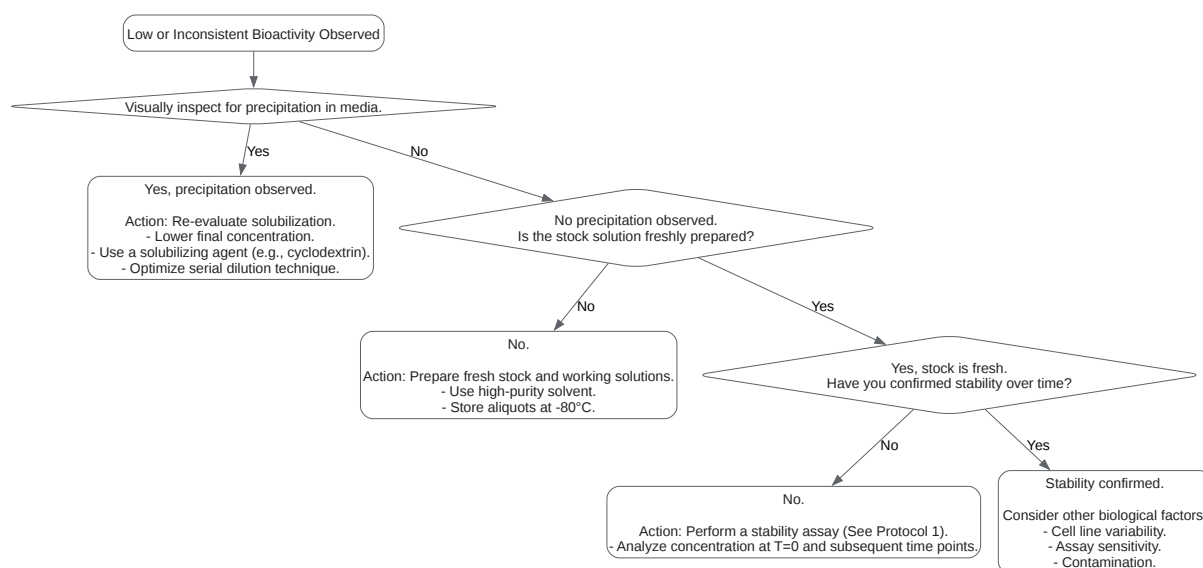 Low or Inconsistent Bioactivity Observed
Visually inspect for precipitation in media.
Yes
No
Yes, precipitation observed.
Action: Re-evaluate solubilization.
- Lower final concentration.
- Use a solubilizing agent (e.g., cyclodextrin).
- Optimize serial dilution technique.
No precipitation observed.
Is the stock solution freshly prepared?
No
Yes
No.
Action: Prepare fresh stock and working solutions.
- Use high-purity solvent.
- Store aliquots at -80°C.
Yes, stock is fresh.
Have you confirmed stability over time?
No
Yes
No.
Action: Perform a stability assay (See Protocol 1).
- Analyze concentration at T=0 and subsequent time points.
Stability confirmed.
Consider other biological factors
- Cell line variability.
- Assay sensitivity.
- Contamination.